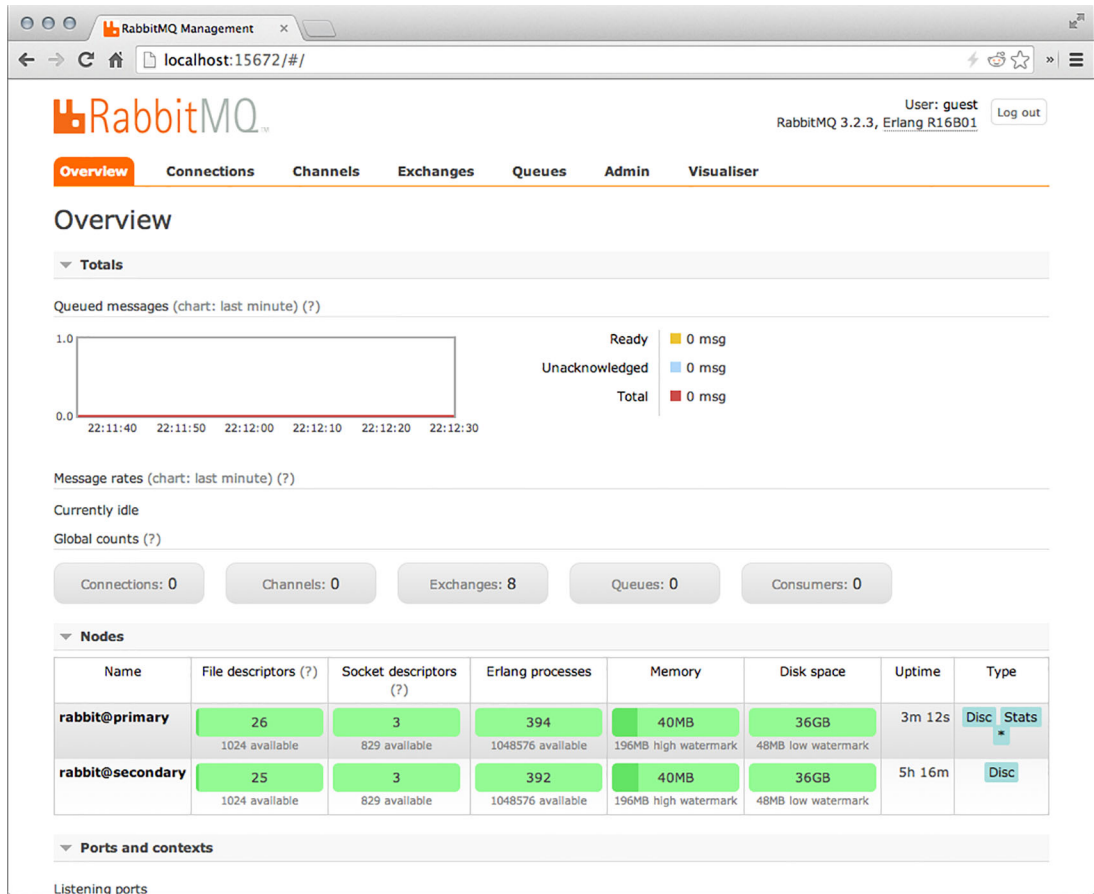 RabbitMQ Management ×
localhost:15672/#/
RabbitMQ™
User: guest
RabbitMQ 3.2.3, Erlang R16B01
Log out
Overview Connections Channels Exchanges Queues Admin Visualiser
Overview
Totals
Queued messages (chart: last minute) (?)
1.0
0.0
22:11:40 22:11:50 22:12:00 22:12:10 22:12:20 22:12:30
Ready 0 msg
Unacknowledged 0 msg
Total 0 msg
Message rates (chart: last minute) (?)
Currently idle
Global counts (?)
Connections: 0 Channels: 0 Exchanges: 8 Queues: 0 Consumers: 0
Nodes
Name File descriptors (?) Socket descriptors (?) Erlang processes Memory Disk space Uptime Type
rabbit@primary 26 3 394 40MB 36GB 3m 12s Disc Stats *
1024 available 829 available 1048576 available 196MB high watermark 48MB low watermark
rabbit@secondary 25 3 392 40MB 36GB 5h 16m Disc
1024 available 829 available 1048576 available 196MB high watermark 48MB low watermark
Ports and contexts
Listening ports